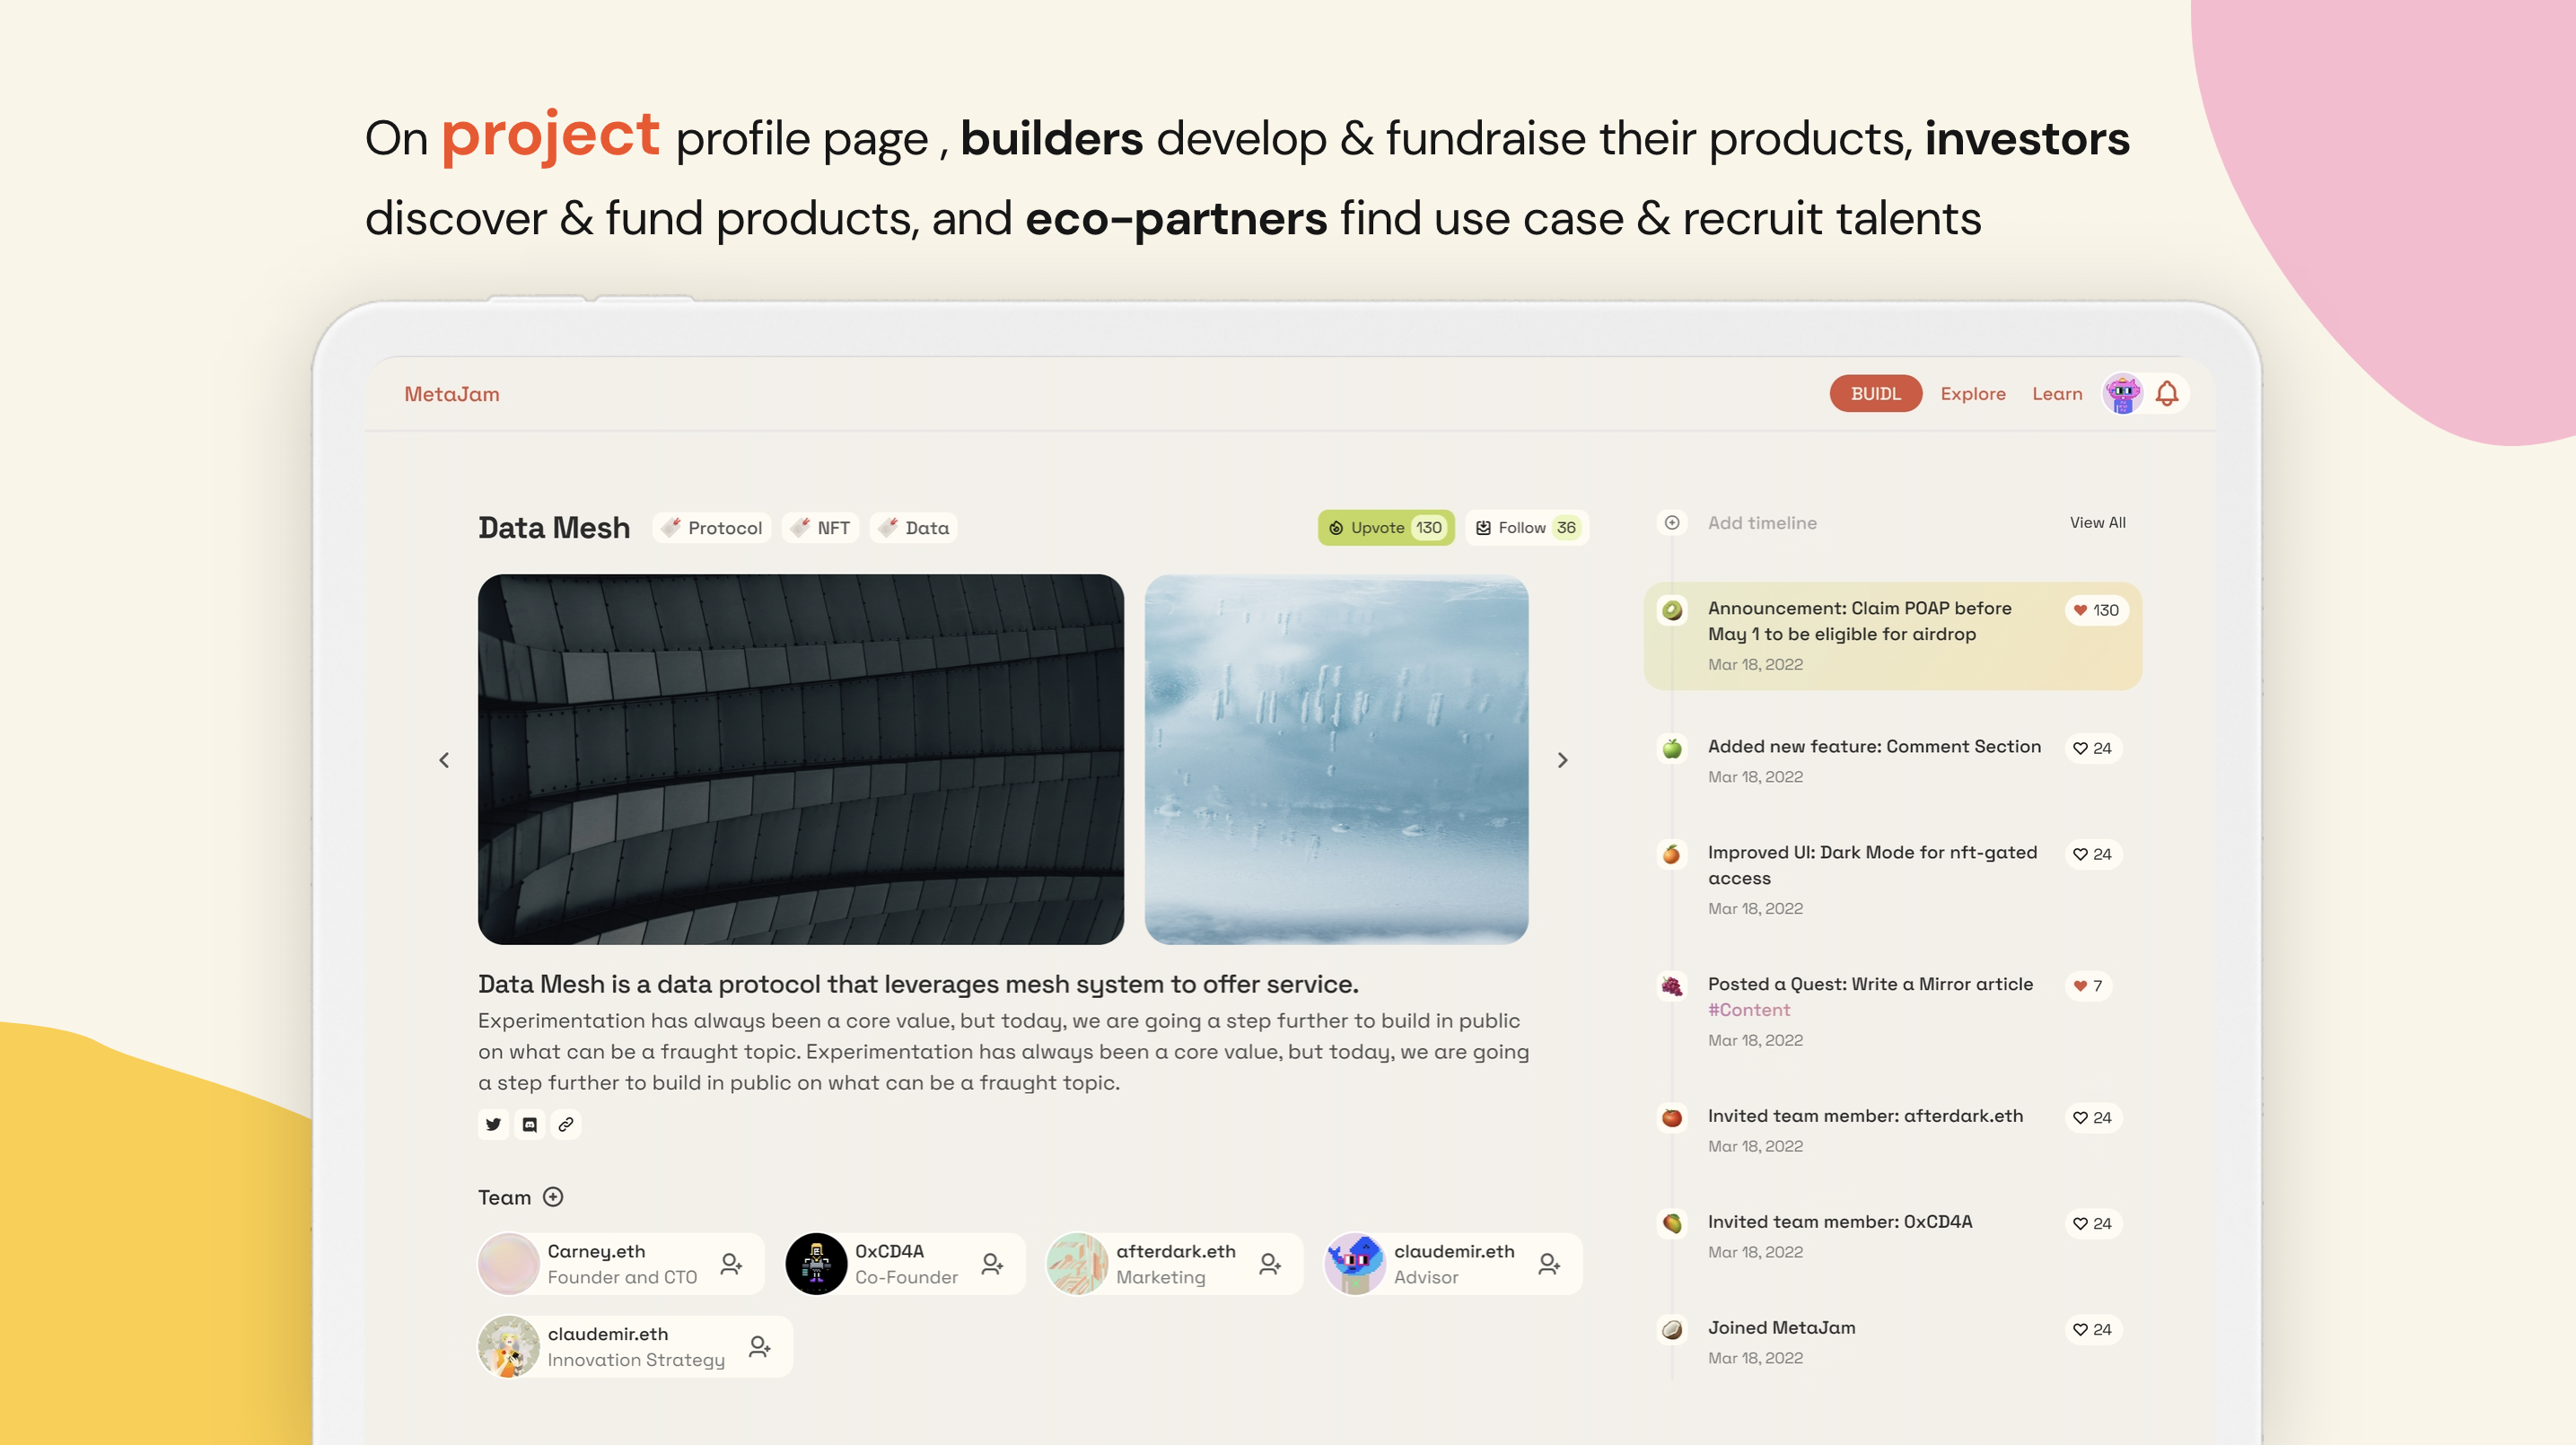 On project profile page , builders develop & fundraise their products, investors
discover & fund products, and eco-partners find use case & recruit talents
MetaJam
BUIDL
Explore
Learn
Data Mesh
Protocol
NFT
Data
Upvote 130
Follow 36
Data Mesh is a data protocol that leverages mesh system to offer service.
Experimentation has always been a core value, but today, we are going a step further to build in public
on what can be a fraught topic. Experimentation has always been a core value, but today, we are going
a step further to build in public on what can be a fraught topic.
Team
Carney.eth
Founder and CTO
0xCD4A
Co-Founder
afterdark.eth
Marketing
claudemir.eth
Advisor
claudemir.eth
Innovation Strategy
Add timeline
View All
Announcement: Claim POAP before
May 1 to be eligible for airdrop
Mar 18, 2022
130
Added new feature: Comment Section
Mar 18, 2022
24
Improved UI: Dark Mode for nft-gated
access
Mar 18, 2022
24
Posted a Quest: Write a Mirror article
#Content
Mar 18, 2022
7
Invited team member: afterdark.eth
Mar 18, 2022
24
Invited team member: 0xCD4A
Mar 18, 2022
24
Joined MetaJam
Mar 18, 2022
24